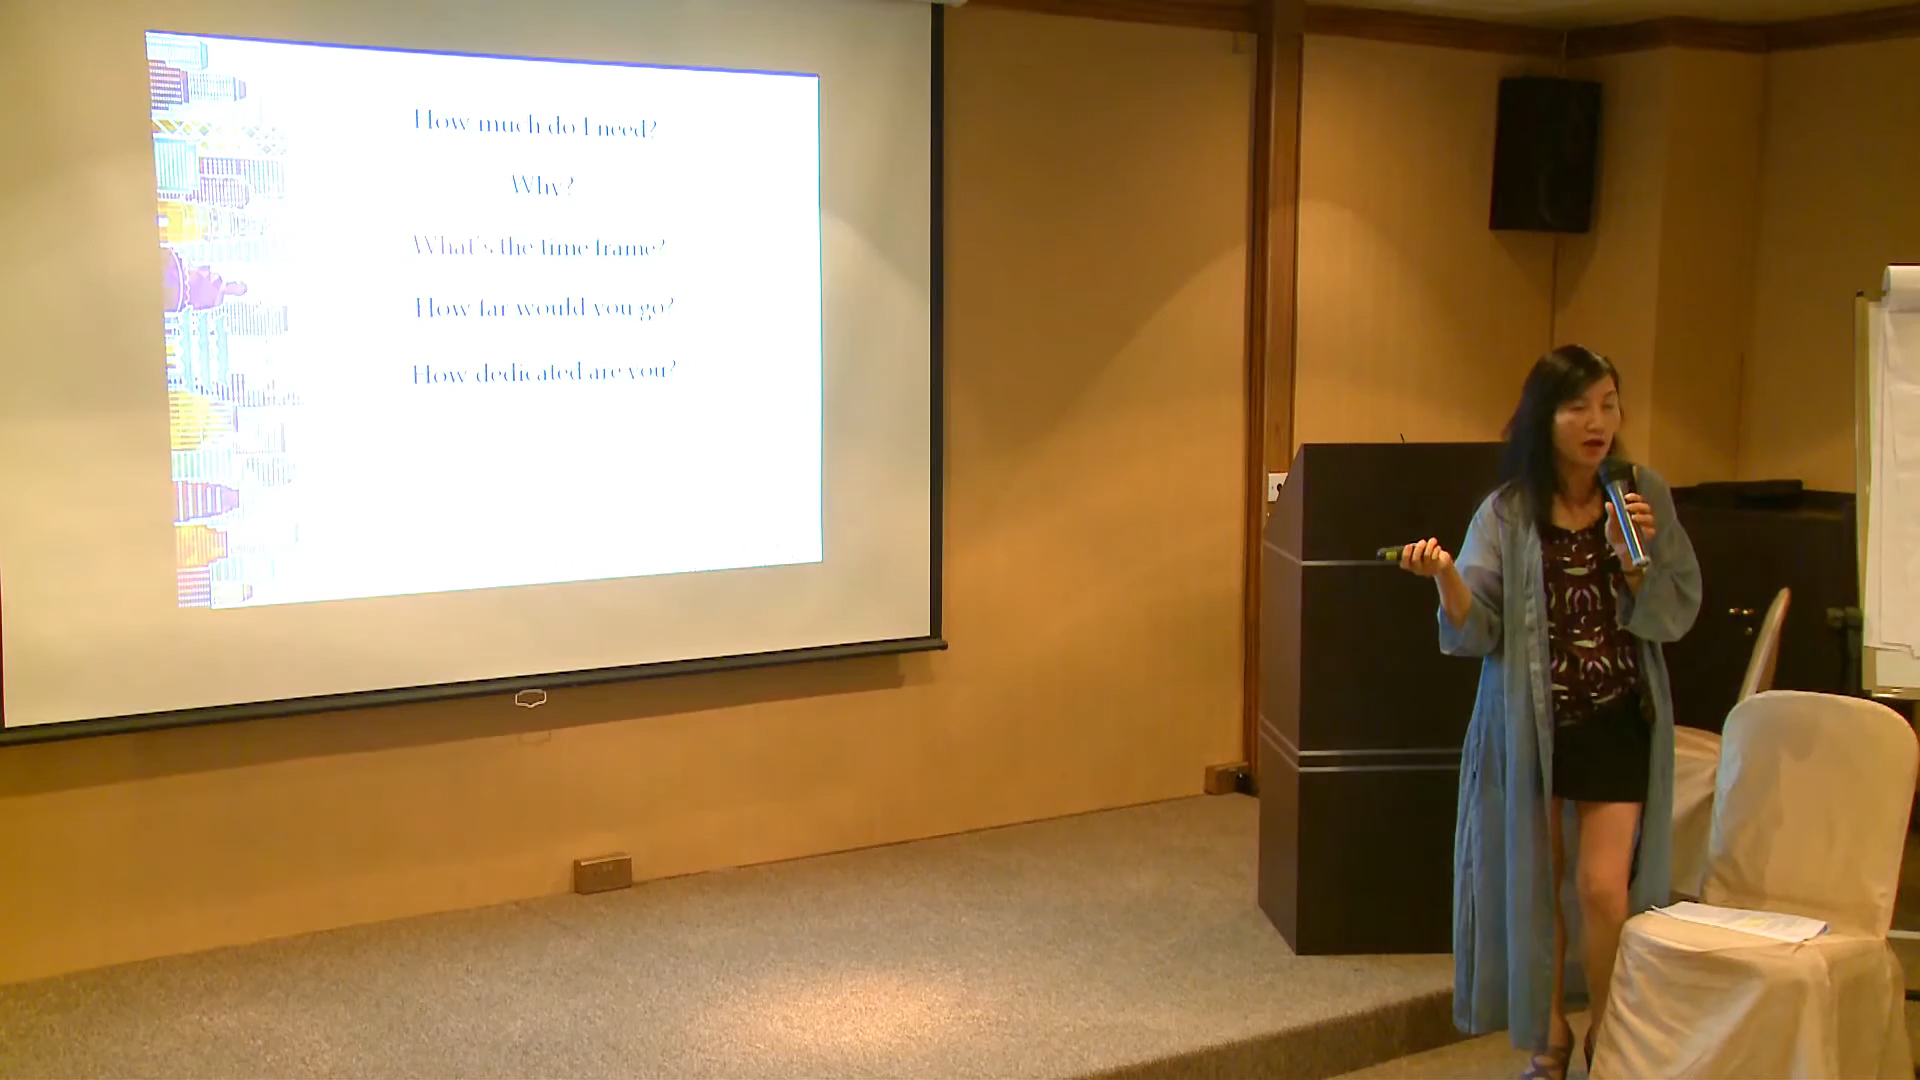 How much do I need?
Why?
What's the time frame?
How far would you go?
How dedicated are you?